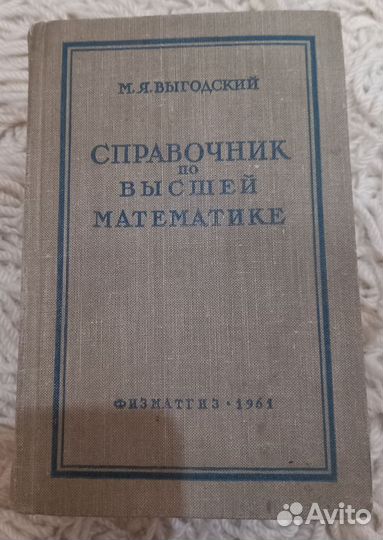 М.Я.ВЫГОДСКИЙ
СПРАВОЧНИК
ПО
ВЫСШЕЙ
МАТЕМАТИКЕ
ФИЗМАТГИЗ · 1961
Avito